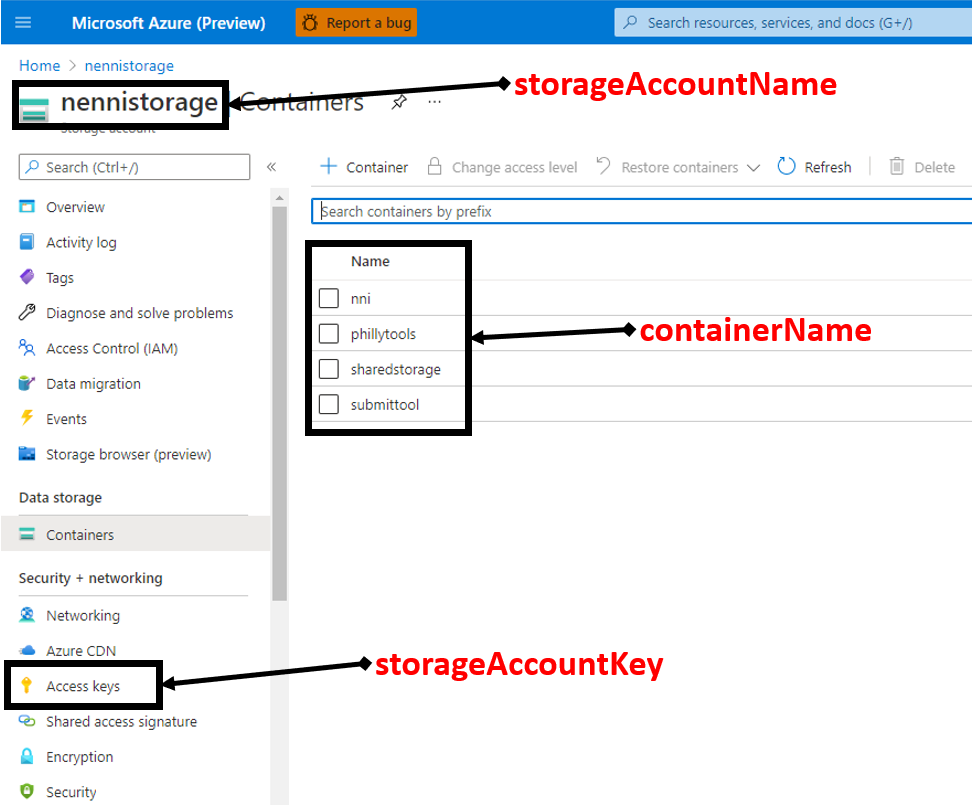 Microsoft Azure (Preview) Report a bug Search resources, services, and docs (G+/)
Home > nennistorage
storageAccountName
nennistorage | Containers ...
Storage account
Search (Ctrl+/) « + Container Change access level Restore containers Refresh Delete
Search containers by prefix
Overview
Activity log
Tags
Diagnose and solve problems
Access Control (IAM)
Data migration
Events
Storage browser (preview)
Data storage
Containers
Security + networking
Networking
Azure CDN
Access keys
Shared access signature
Encryption
Security
Name
nni
phillytools
sharedstorage
submittool
containerName
storageAccountKey